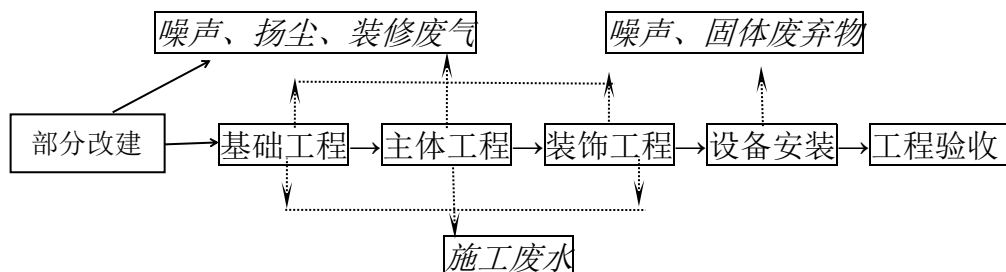 噪声、扬尘、装修废气
噪声、固体废弃物
部分改建
基础工程
主体工程
装饰工程
设备安装
工程验收
施工废水